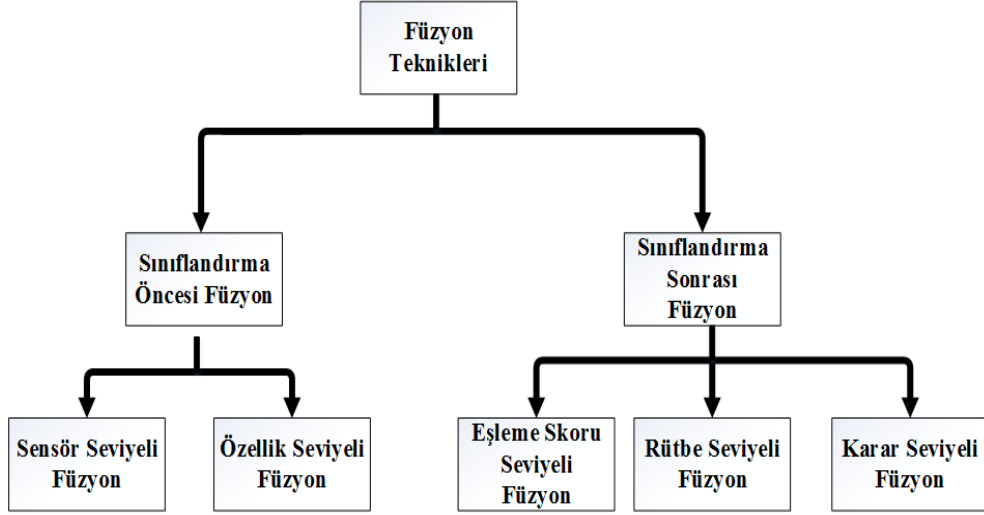 Füzyon
Teknikleri
Sınıflandırma
Öncesi Füzyon
Sınıflandırma
Sonrası
Füzyon
Sensör Seviyeli
Füzyon
Özellik Seviyeli
Füzyon
Eşleme Skoru
Seviyeli
Füzyon
Rütbe Seviyeli
Füzyon
Karar Seviyeli
Füzyon